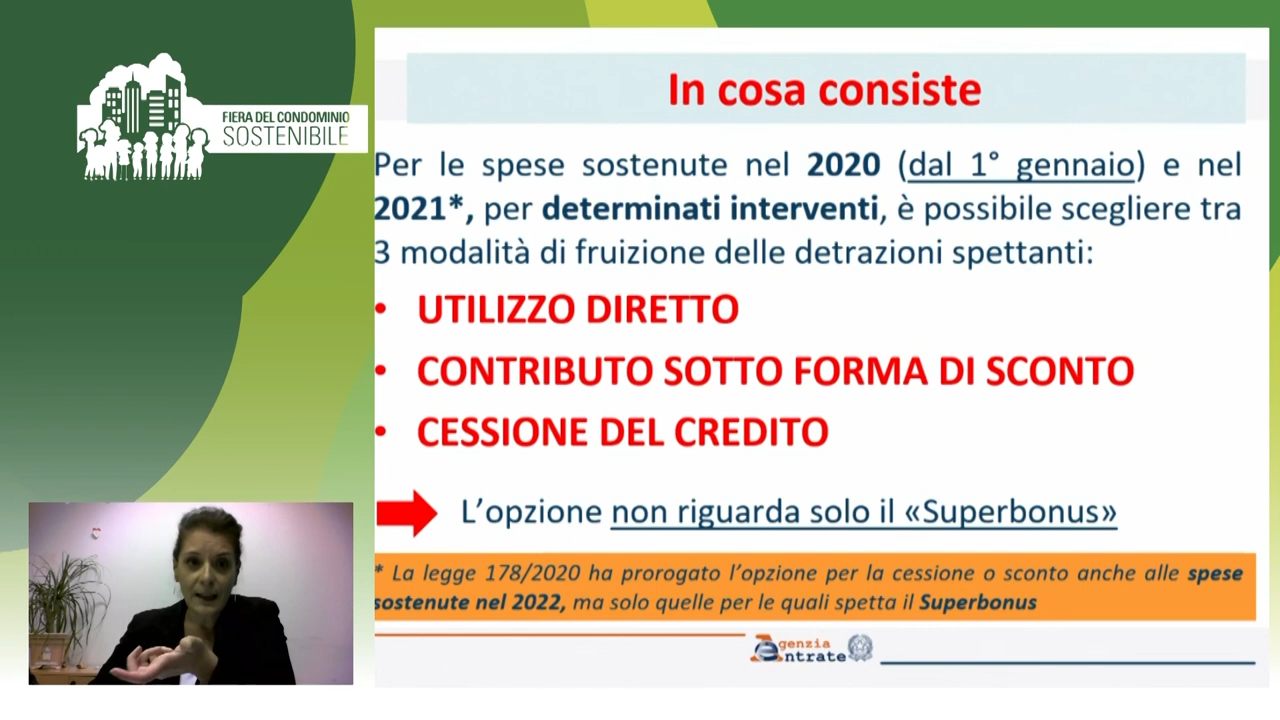 FIERA DEL CONDOMINIO
SOSTENIBILE
In cosa consiste
Per le spese sostenute nel 2020 (dal 1° gennaio) e nel
2021*, per determinati interventi, è possibile scegliere tra
3 modalità di fruizione delle detrazioni spettanti:
• UTILIZZO DIRETTO
• CONTRIBUTO SOTTO FORMA DI SCONTO
• CESSIONE DEL CREDITO
L’opzione non riguarda solo il «Superbonus»
* La legge 178/2020 ha prorogato l’opzione per la cessione o sconto anche alle spese
sostenute nel 2022, ma solo quelle per le quali spetta il Superbonus
genzia
ntrate